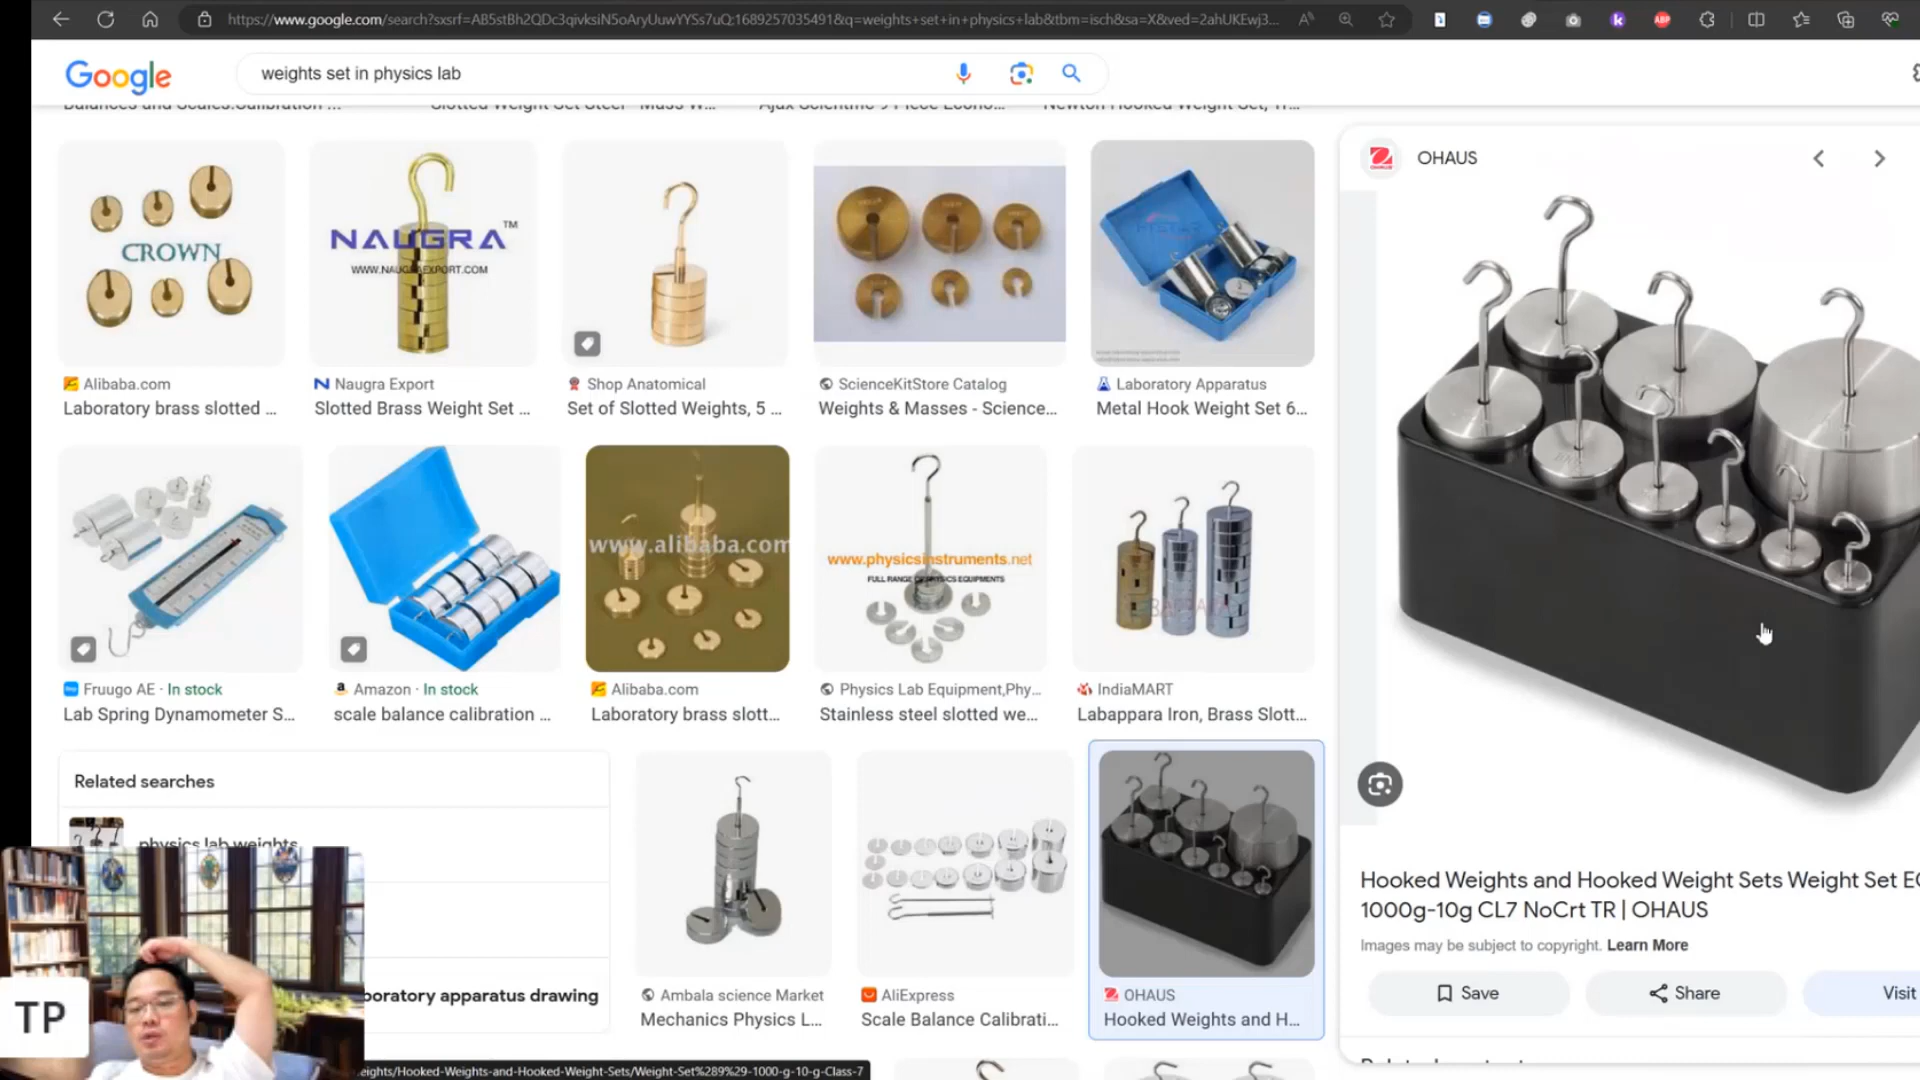 https://www.google.com/search?sxsrf=AB5stBh2QDc3qivksiN5oAryUuwYYSs7uQ:1689257035491&q=weights+set+in+physics+lab&tbm=isch&sa=X&ved=2ahUKEwj3...
Google
weights set in physics lab
Balances and Scales:Calibration ...
Slotted Weight Set Steel - Mass W...
Ajax Scientific 9 Piece Econo...
Newton Hooked Weight Set, ...
OHAUS
CROWN
NAUGRA™
WWW.NAUGRAEXPORT.COM
Alibaba.com
Laboratory brass slotted ...
Naugra Export
Slotted Brass Weight Set ...
Shop Anatomical
Set of Slotted Weights, 5 ...
ScienceKitStore Catalog
Weights & Masses - Science...
Laboratory Apparatus
Metal Hook Weight Set 6...
www.alibaba.com
www.physicsinstruments.net
FULL RANGE OF PHYSICS EQUIPMENTS
Fruugo AE · In stock
Lab Spring Dynamometer S...
Amazon · In stock
scale balance calibration ...
Alibaba.com
Laboratory brass slott...
Physics Lab Equipment,Phy...
Stainless steel slotted we...
IndiaMART
Labappara Iron, Brass Slott...
Related searches
physics lab weights
boratory apparatus drawing
Ambala science Market
Mechanics Physics L...
AliExpress
Scale Balance Calibrati...
OHAUS
Hooked Weights and H...
Hooked Weights and Hooked Weight Sets Weight Set E
1000g-10g CL7 NoCrt TR | OHAUS
Images may be subject to copyright. Learn More
Save
Share
Visit
TP
eights/Hooked-Weights-and-Hooked-Weight-Sets/Weight-Set%289%29-1000-g-10-g-Class-7